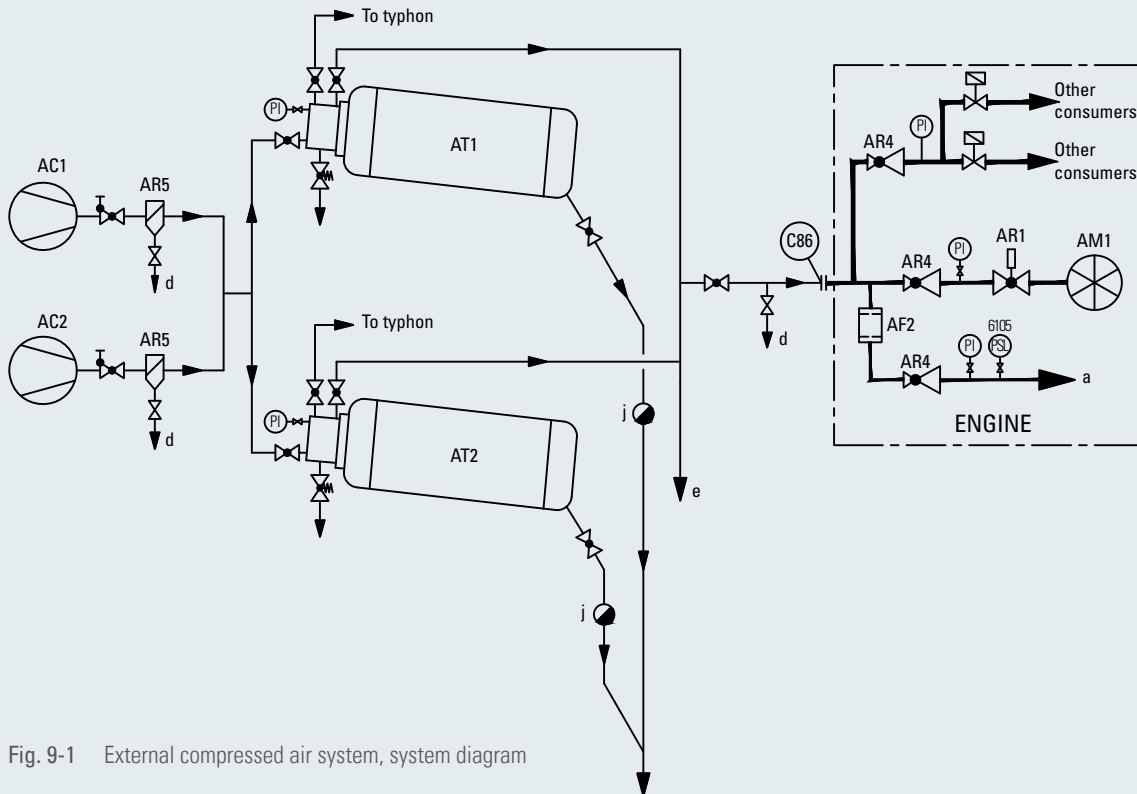 To typhon
PI
AT1
AC1
AR5
d
AC2
AR5
d
To typhon
PI
AT2
j
j
e
d
C86
AR4
PI
Other
consumers
Other
consumers
AR4
PI
AR1
AM1
AF2
AR4
PI
6105
PSL
a
ENGINE
Fig. 9-1 External compressed air system, system diagram